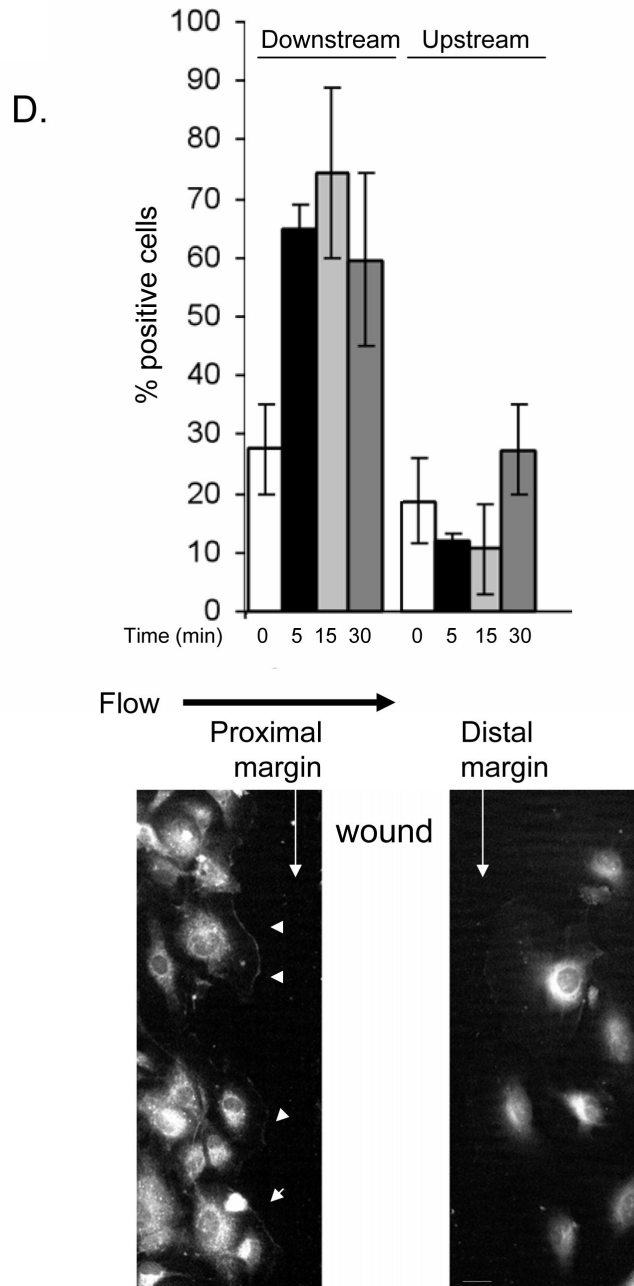 D.
100
Downstream Upstream
90
80
70
60
50
40
30
20
10
0
% positive cells
Time (min) 0 5 15 30 0 5 15 30
Flow
Proximal
margin
Distal
margin
wound